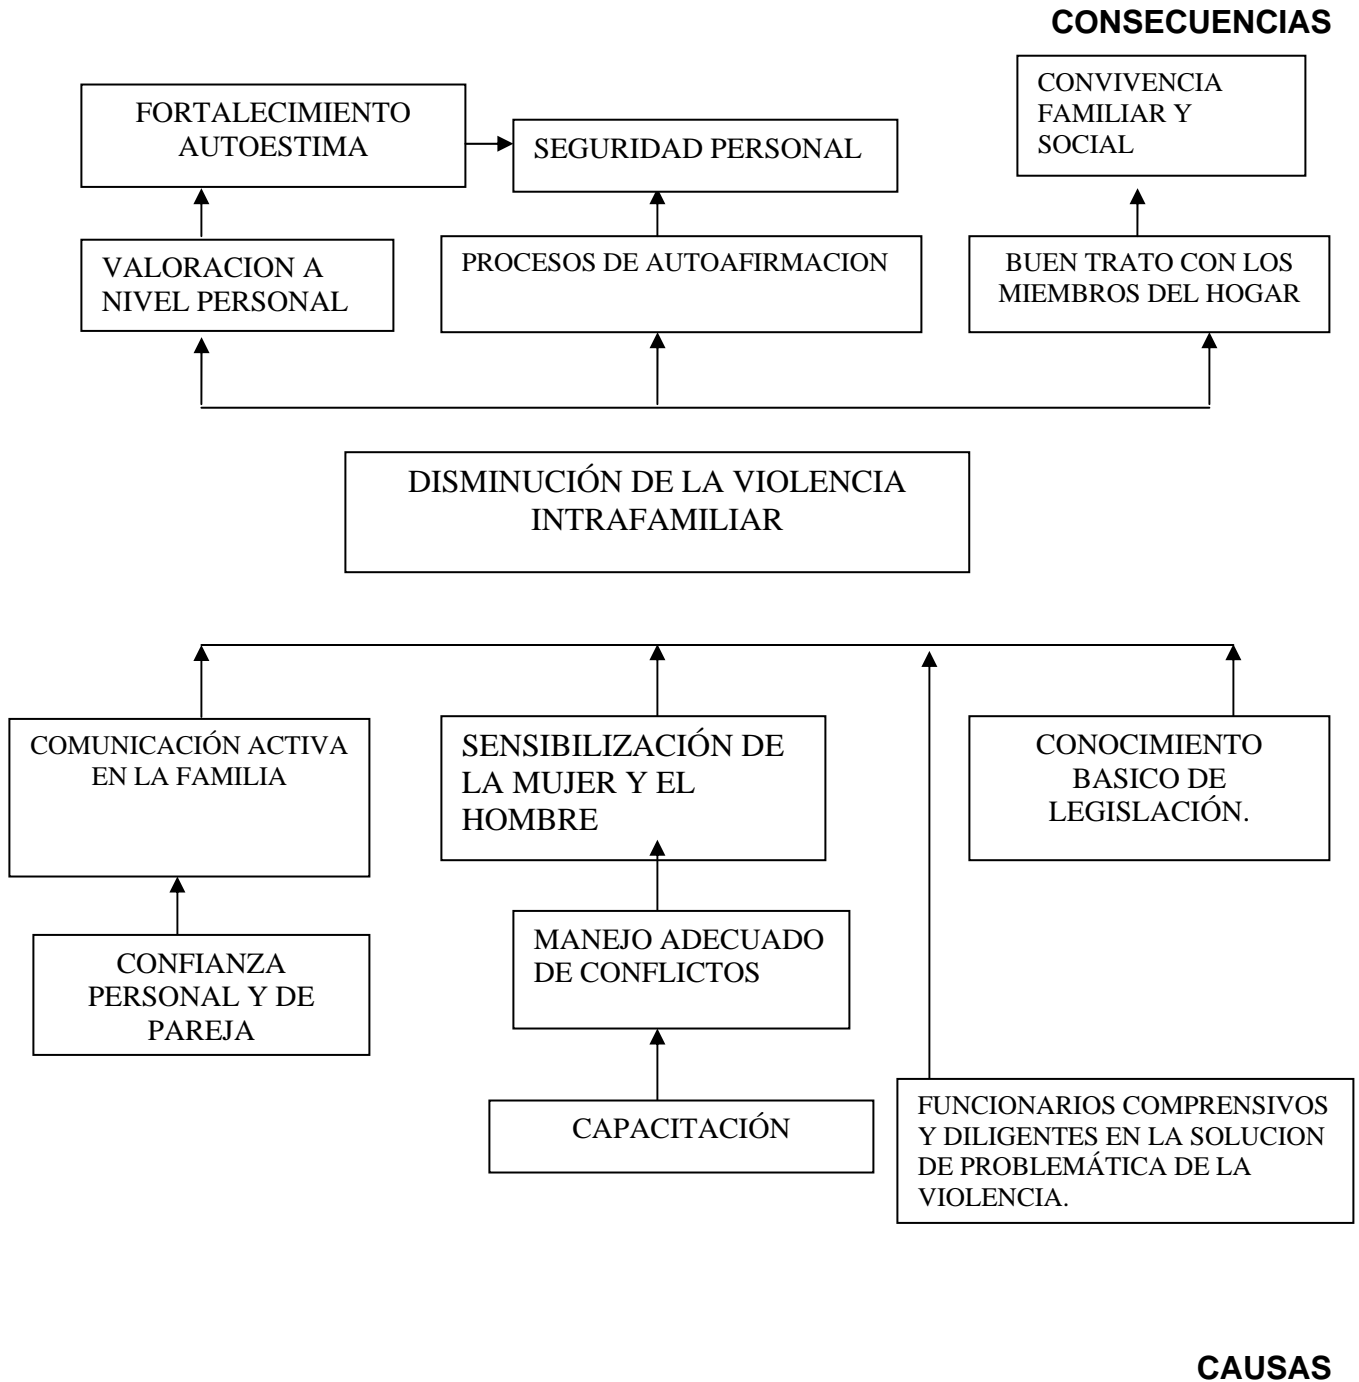 CONSECUENCIAS
FORTALECIMIENTO
AUTOESTIMA
SEGURIDAD PERSONAL
CONVIVENCIA
FAMILIAR Y
SOCIAL
VALORACION A
NIVEL PERSONAL
PROCESOS DE AUTOAFIRMACION
BUEN TRATO CON LOS
MIEMBROS DEL HOGAR
DISMINUCIÓN DE LA VIOLENCIA
INTRAFAMILIAR
COMUNICACIÓN ACTIVA
EN LA FAMILIA
SENSIBILIZACIÓN DE
LA MUJER Y EL
HOMBRE
CONOCIMIENTO
BASICO DE
LEGISLACIÓN.
CONFIANZA
PERSONAL Y DE
PAREJA
MANEJO ADECUADO
DE CONFLICTOS
CAPACITACIÓN
FUNCIONARIOS COMPRENSIVOS
Y DILIGENTES EN LA SOLUCION
DE PROBLEMÁTICA DE LA
VIOLENCIA.
CAUSAS